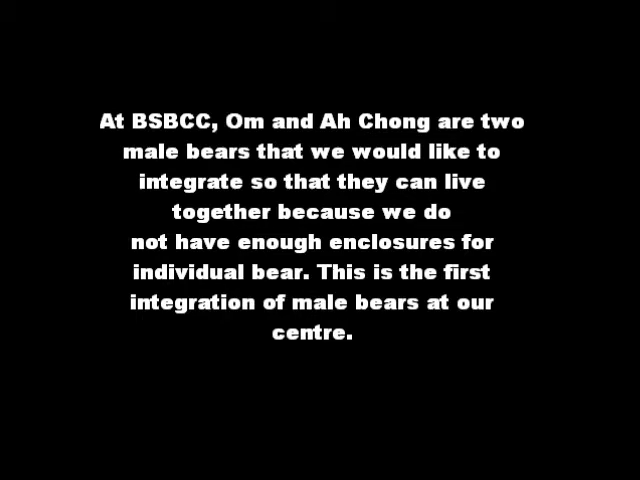 At BSBCC, Om and Ah Chong are two
male bears that we would like to
integrate so that they can live
together because we do
not have enough enclosures for
individual bear. This is the first
integration of male bears at our
centre.